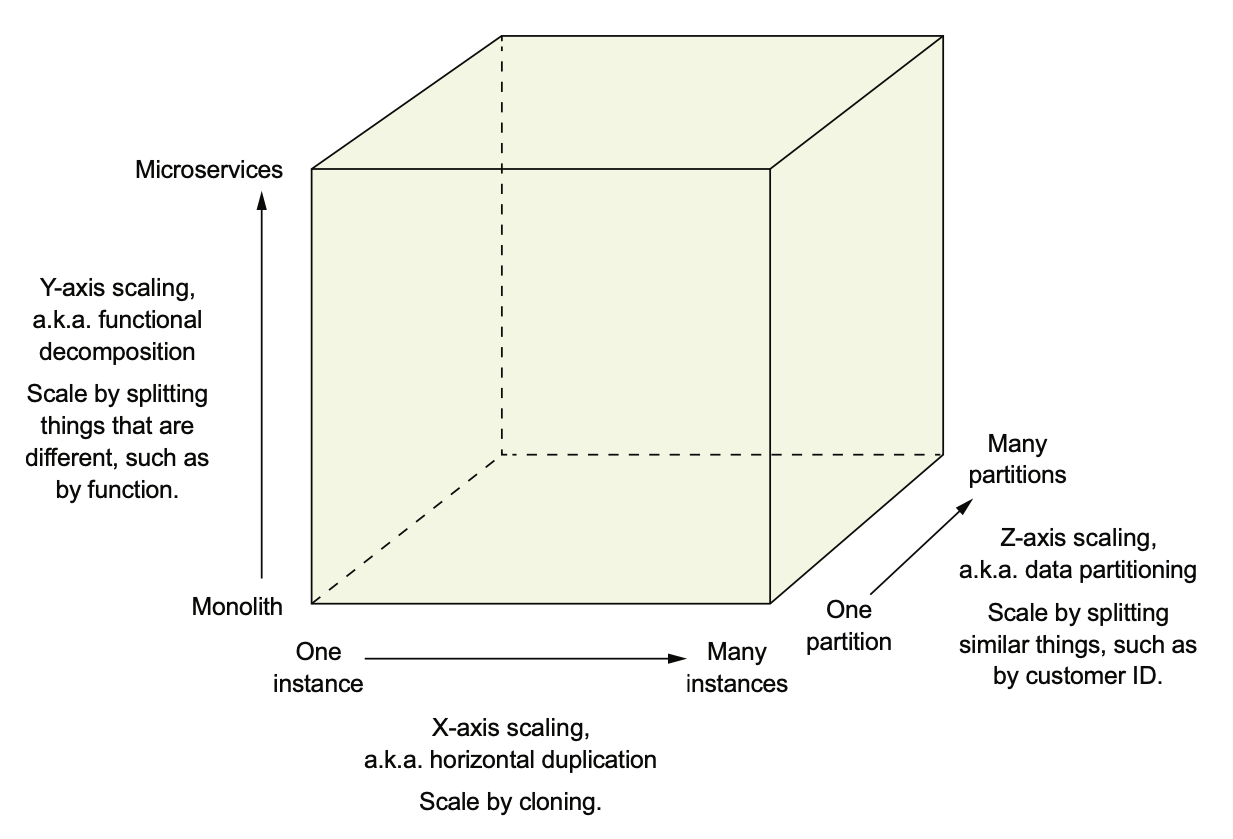 Microservices
Y-axis scaling,
a.k.a. functional
decomposition
Scale by splitting
things that are
different, such as
by function.
Monolith
One
instance
Many
instances
X-axis scaling,
a.k.a. horizontal duplication
Scale by cloning.
One
partition
Many
partitions
Z-axis scaling,
a.k.a. data partitioning
Scale by splitting
similar things, such as
by customer ID.